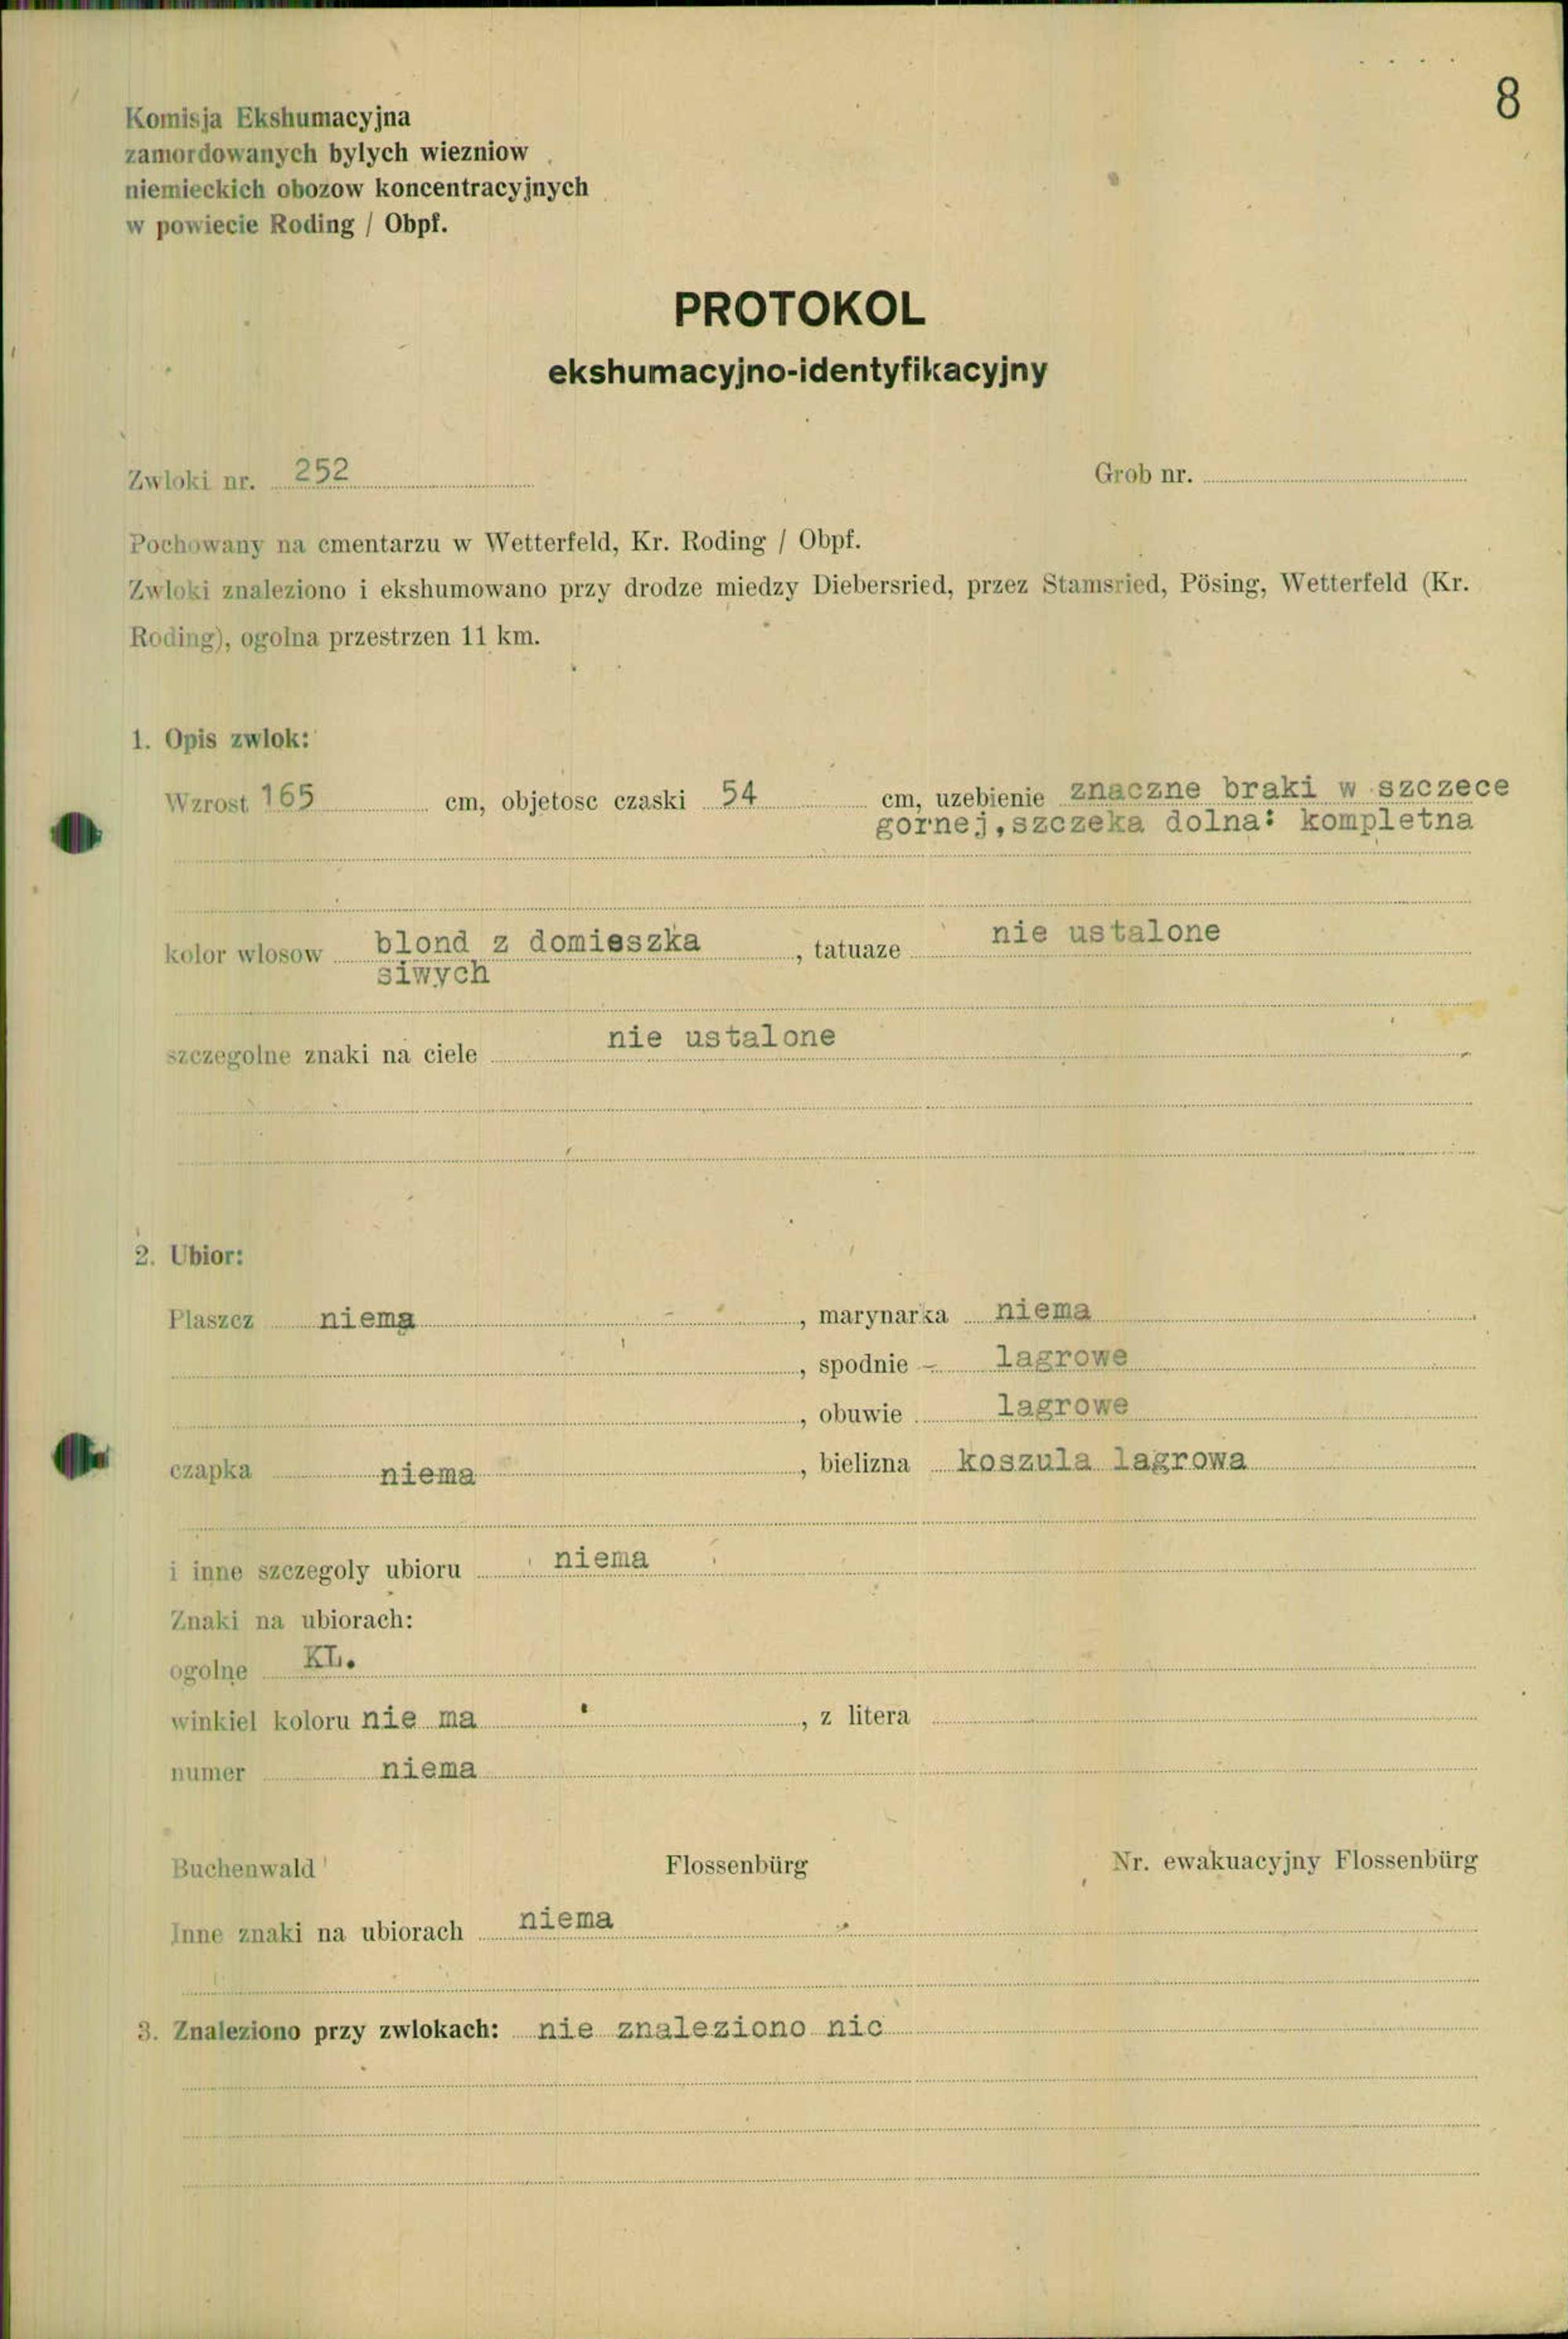 8
Komisja Ekshumacyjna
zamordowanych bylych wiezniow
niemieckich obozow koncentracyjnych
w powiecie Roding / Obpf.
PROTOKOL
ekshumacyjno-identyfikacyjny
Zwloki nr. 252 Grob nr.
Pochowany na cmentarzu w Wetterfeld, Kr. Roding / Obpf.
Zwloki znaleziono i ekshumowano przy drodze miedzy Diebersried, przez Stamsried, Pösing, Wetterfeld (Kr.
Roding), ogolna przestrzen 11 km.
1. Opis zwlok:
Wzrost 165 cm, objetosc czaski 54 cm, uzebienie znaczne braki w szczece
gornej,szczeka dolna: kompletna
kolor wlosow blond z domieszka , tatuaze nie ustalone
siwych
szczegolne znaki na ciele nie ustalone
2. Ubior:
Plaszcz niema , marynarka niema
, spodnie lagrowe
, obuwie lagrowe
czapka niema , bielizna koszula lagrowa
i inne szczegoly ubioru niema
Znaki na ubiorach:
ogolne KL.
winkiel koloru nie ma , z litera
numer niema
Buchenwald Flossenbürg Nr. ewakuacyjny Flossenbürg
Inne znaki na ubiorach niema
3. Znaleziono przy zwlokach: nie znaleziono nic